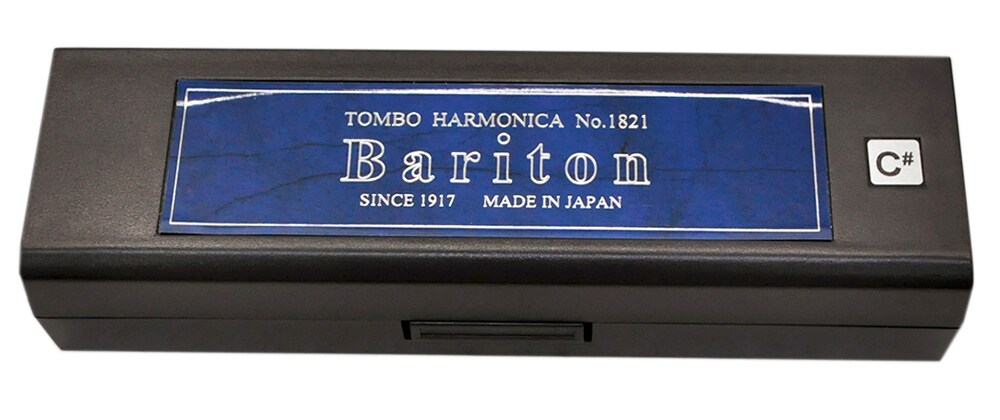 TOMBO HARMONICA No.1821
Bariton
SINCE 1917 MADE IN JAPAN
C#